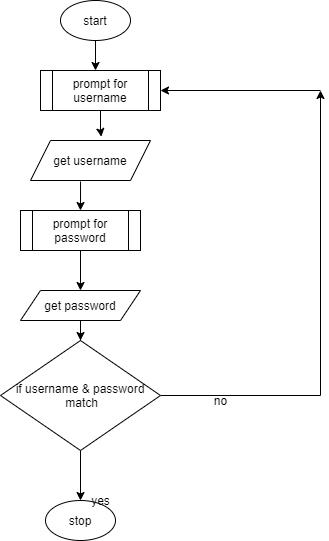 start
prompt for
username
get username
prompt for
password
get password
if username & password
match
no
yes
stop